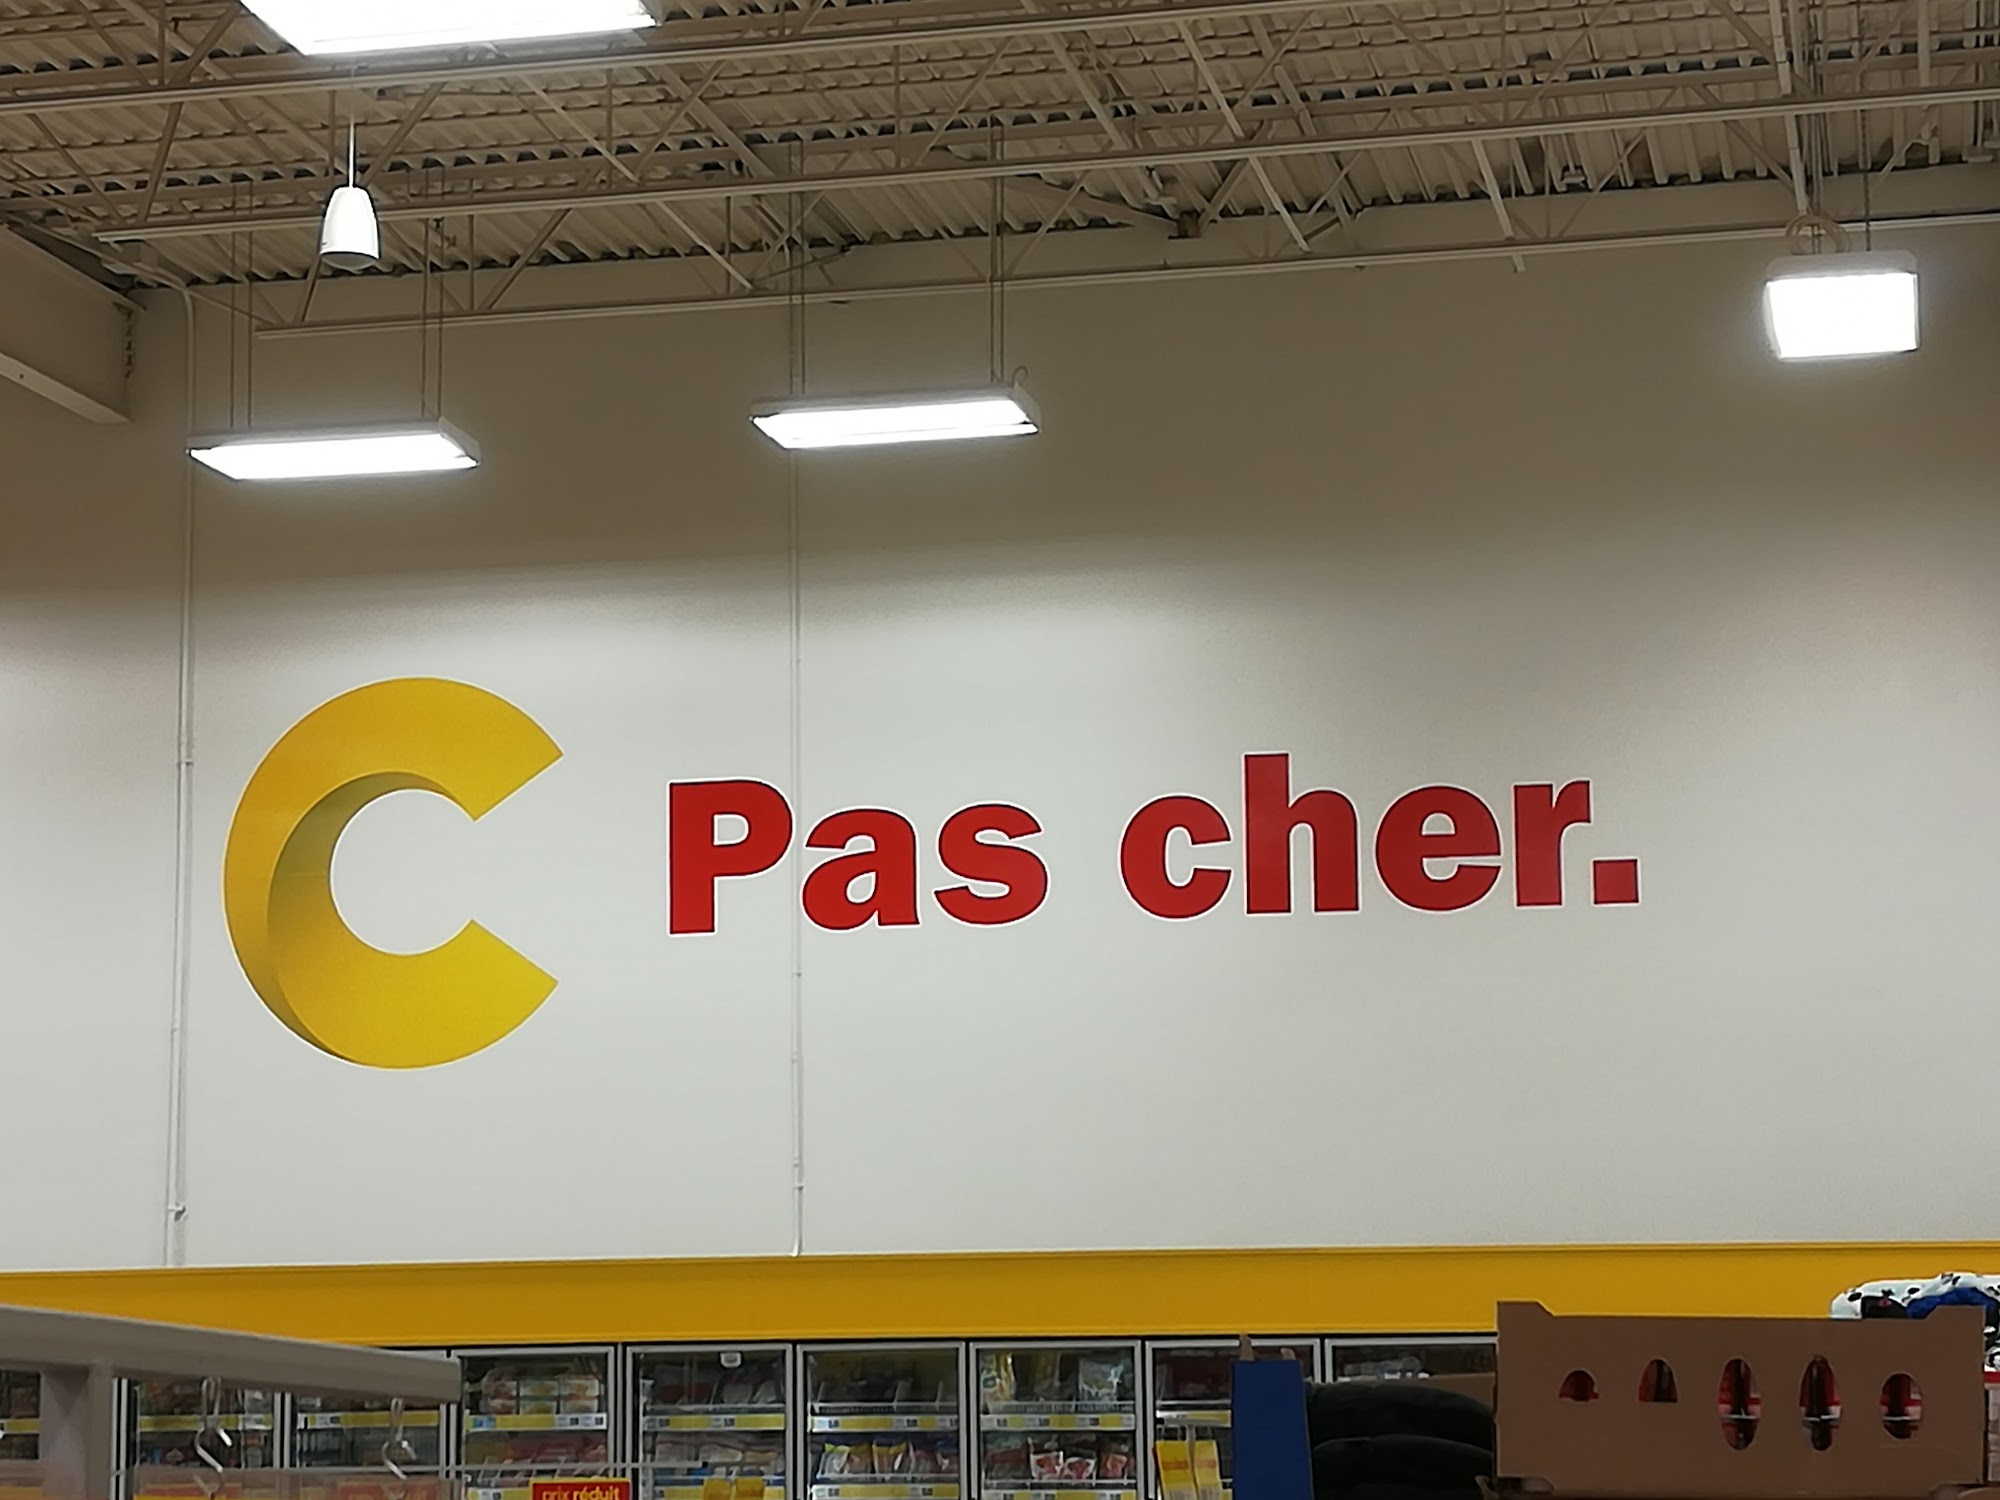 C Pas cher.
prix réduit